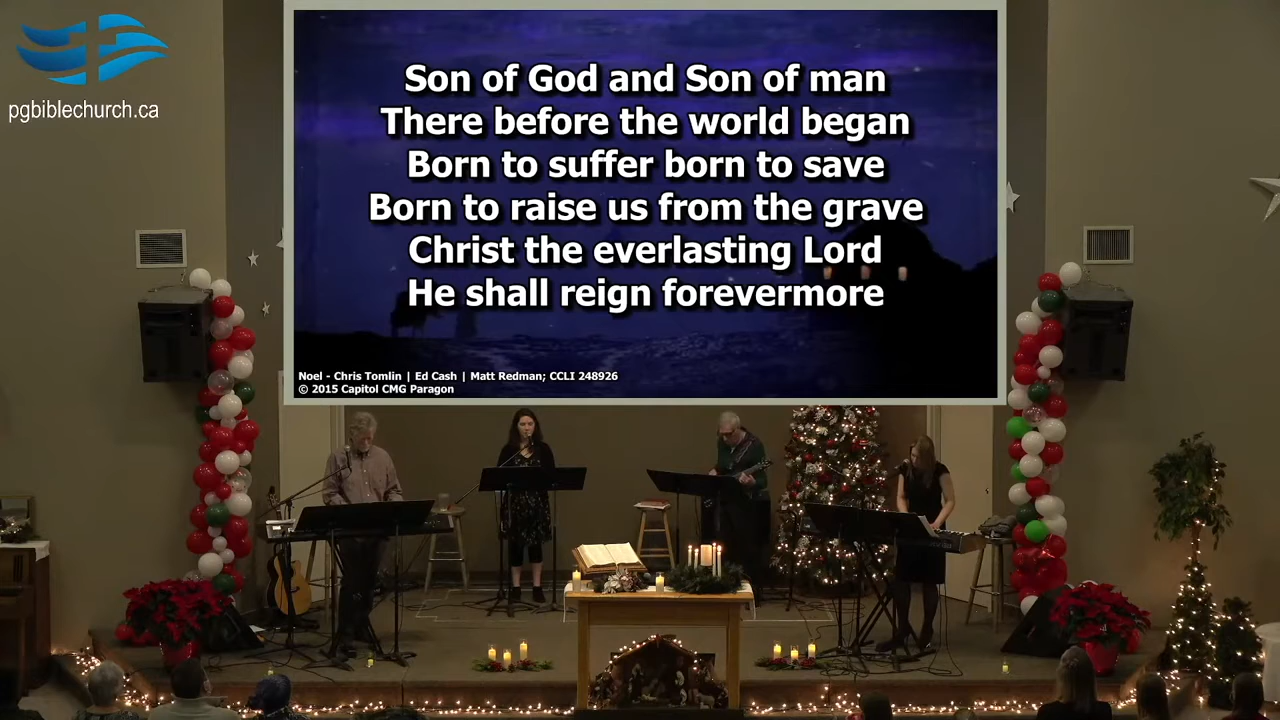 pgbiblechurch.ca
Son of God and Son of man
There before the world began
Born to suffer born to save
Born to raise us from the grave
Christ the everlasting Lord
He shall reign forevermore
Noel - Chris Tomlin | Ed Cash | Matt Redman; CCLI 248926
© 2015 Capitol CMG Paragon